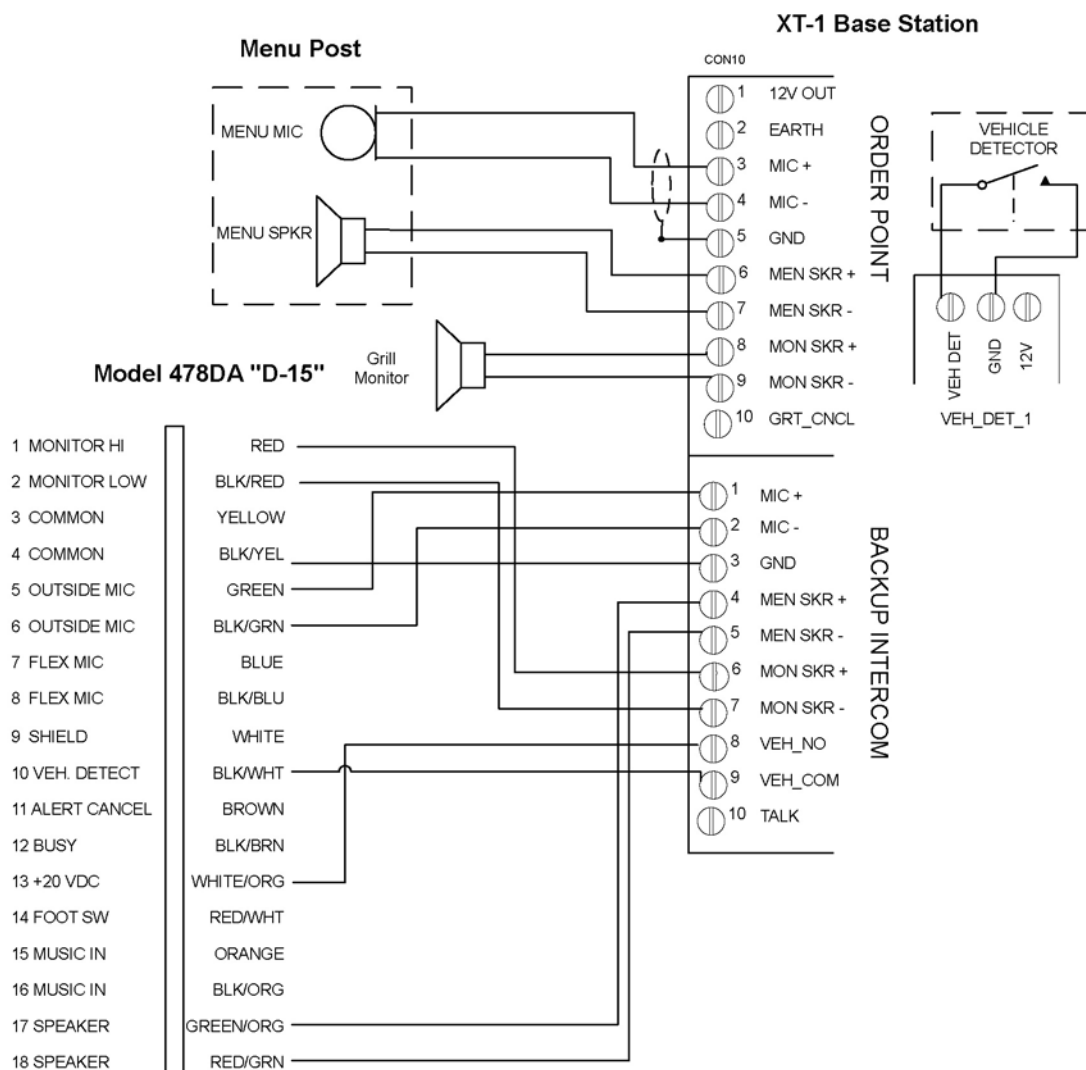 XT-1 Base Station
Menu Post
CON10
MENU MIC
MENU SPKR
1 12V OUT
2 EARTH
3 MIC +
4 MIC -
5 GND
6 MEN SKR +
7 MEN SKR -
8 MON SKR +
9 MON SKR -
10 GRT_CNCL
ORDER POINT
VEHICLE
DETECTOR
VEH DET
GND
12V
VEH_DET_1
Grill
Monitor
Model 478DA "D-15"
1 MONITOR HI RED
2 MONITOR LOW BLK/RED
3 COMMON YELLOW
4 COMMON BLK/YEL
5 OUTSIDE MIC GREEN
6 OUTSIDE MIC BLK/GRN
7 FLEX MIC BLUE
8 FLEX MIC BLK/BLU
9 SHIELD WHITE
10 VEH. DETECT BLK/WHT
11 ALERT CANCEL BROWN
12 BUSY BLK/BRN
13 +20 VDC WHITE/ORG
14 FOOT SW RED/WHT
15 MUSIC IN ORANGE
16 MUSIC IN BLK/ORG
17 SPEAKER GREEN/ORG
18 SPEAKER RED/GRN
1 MIC +
2 MIC -
3 GND
4 MEN SKR +
5 MEN SKR -
6 MON SKR +
7 MON SKR -
8 VEH_NO
9 VEH_COM
10 TALK
BACKUP INTERCOM